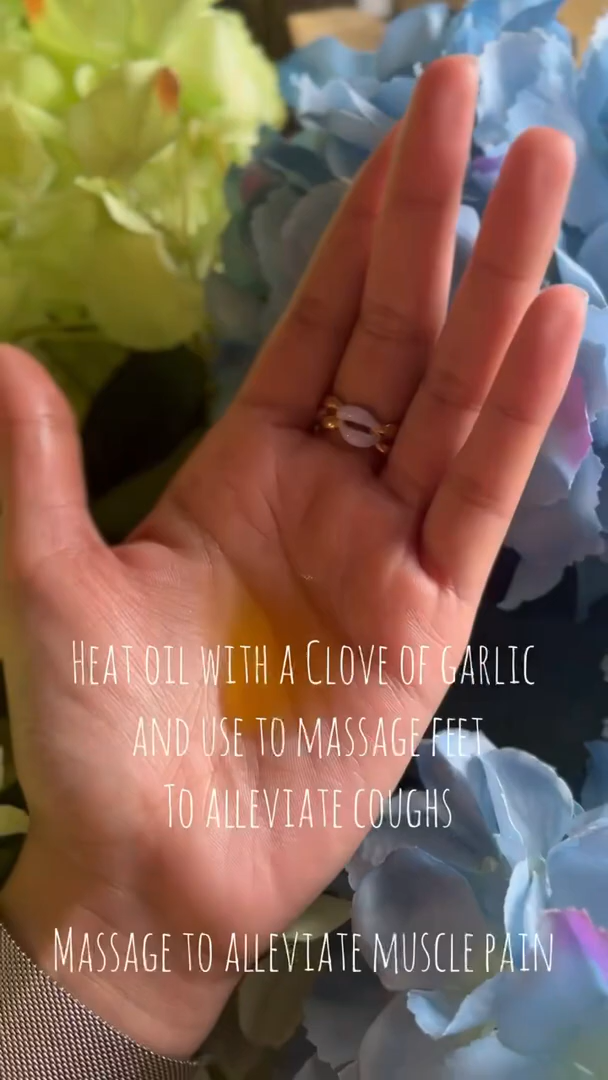 Heat oil with a Clove of garlic
and use to massage feet
To alleviate coughs
Massage to alleviate muscle pain